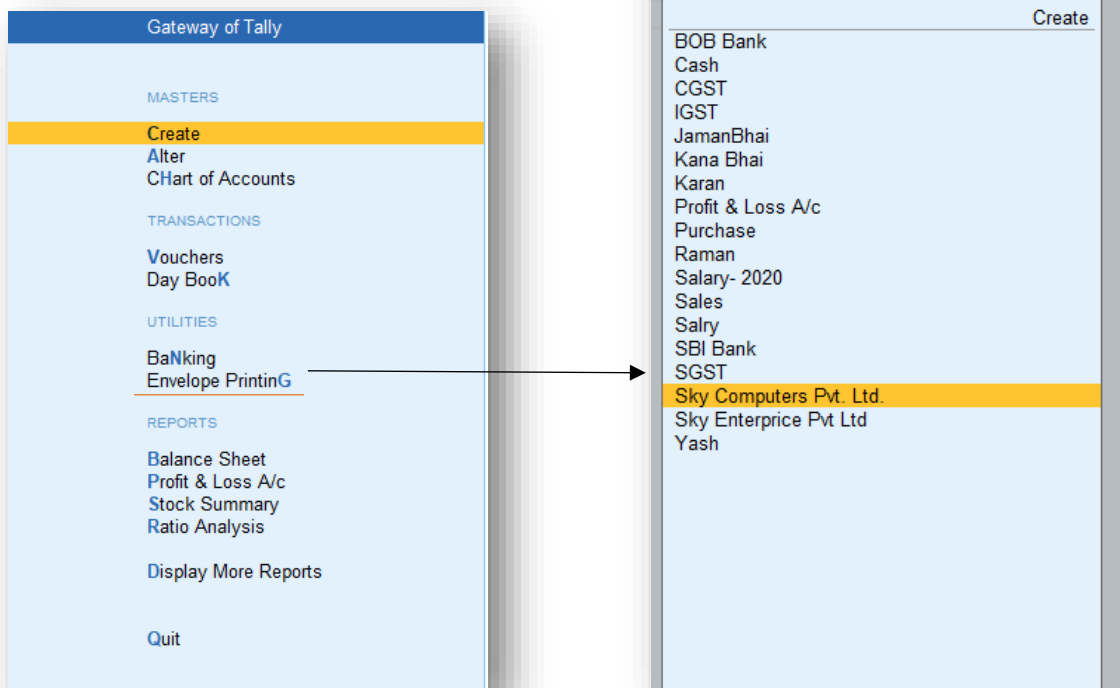 Gateway of Tally
MASTERS
Create
Alter
CHart of Accounts
TRANSACTIONS
Vouchers
Day BooK
UTILITIES
BaNking
Envelope PrintinG
REPORTS
Balance Sheet
Profit & Loss A/c
Stock Summary
Ratio Analysis
Display More Reports
Quit
Create
BOB Bank
Cash
CGST
IGST
JamanBhai
Kana Bhai
Karan
Profit & Loss A/c
Purchase
Raman
Salary- 2020
Sales
Salry
SBI Bank
SGST
Sky Computers Pvt. Ltd.
Sky Enterprice Pvt Ltd
Yash